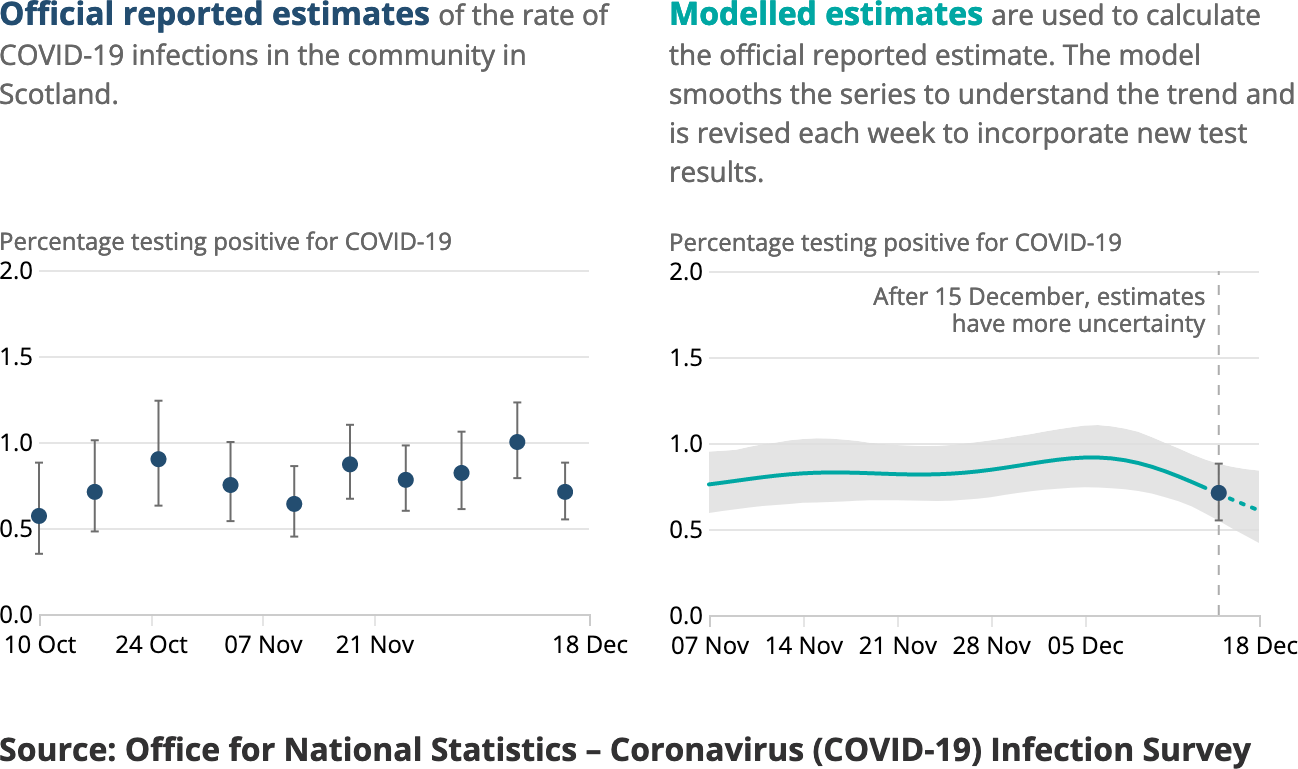 Official reported estimates of the rate of
COVID-19 infections in the community in
Scotland.
Percentage testing positive for COVID-19
2.0
1.5
1.0
0.5
0.0
10 Oct 24 Oct 07 Nov 21 Nov 18 Dec
Modelled estimates are used to calculate
the official reported estimate. The model
smooths the series to understand the trend and
is revised each week to incorporate new test
results.
Percentage testing positive for COVID-19
2.0
After 15 December, estimates
have more uncertainty
1.5
1.0
0.5
0.0
07 Nov 14 Nov 21 Nov 28 Nov 05 Dec 18 Dec
Source: Office for National Statistics – Coronavirus (COVID-19) Infection Survey